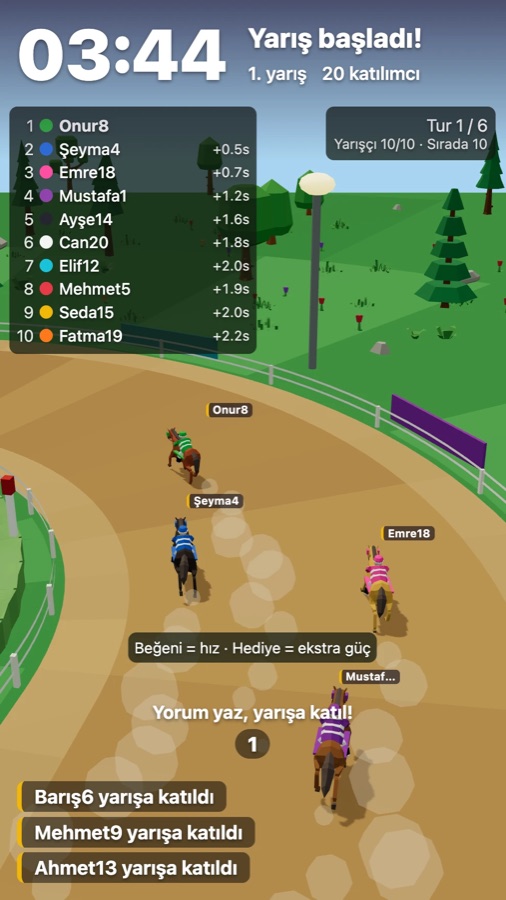 03:44
Yarış başladı!
1. yarış 20 katılımcı
1 Onur8
2 Şeyma4 +0.5s
3 Emre18 +0.7s
4 Mustafa1 +1.2s
5 Ayşe14 +1.6s
6 Can20 +1.8s
7 Elif12 +2.0s
8 Mehmet5 +1.9s
9 Seda15 +2.0s
10 Fatma19 +2.2s
Tur 1 / 6
Yarışçı 10/10 · Sırada 10
Onur8
Şeyma4
Emre18
Beğeni = hız · Hediye = ekstra güç
Mustaf...
Yorum yaz, yarışa katıl!
1
Barış6 yarışa katıldı
Mehmet9 yarışa katıldı
Ahmet13 yarışa katıldı